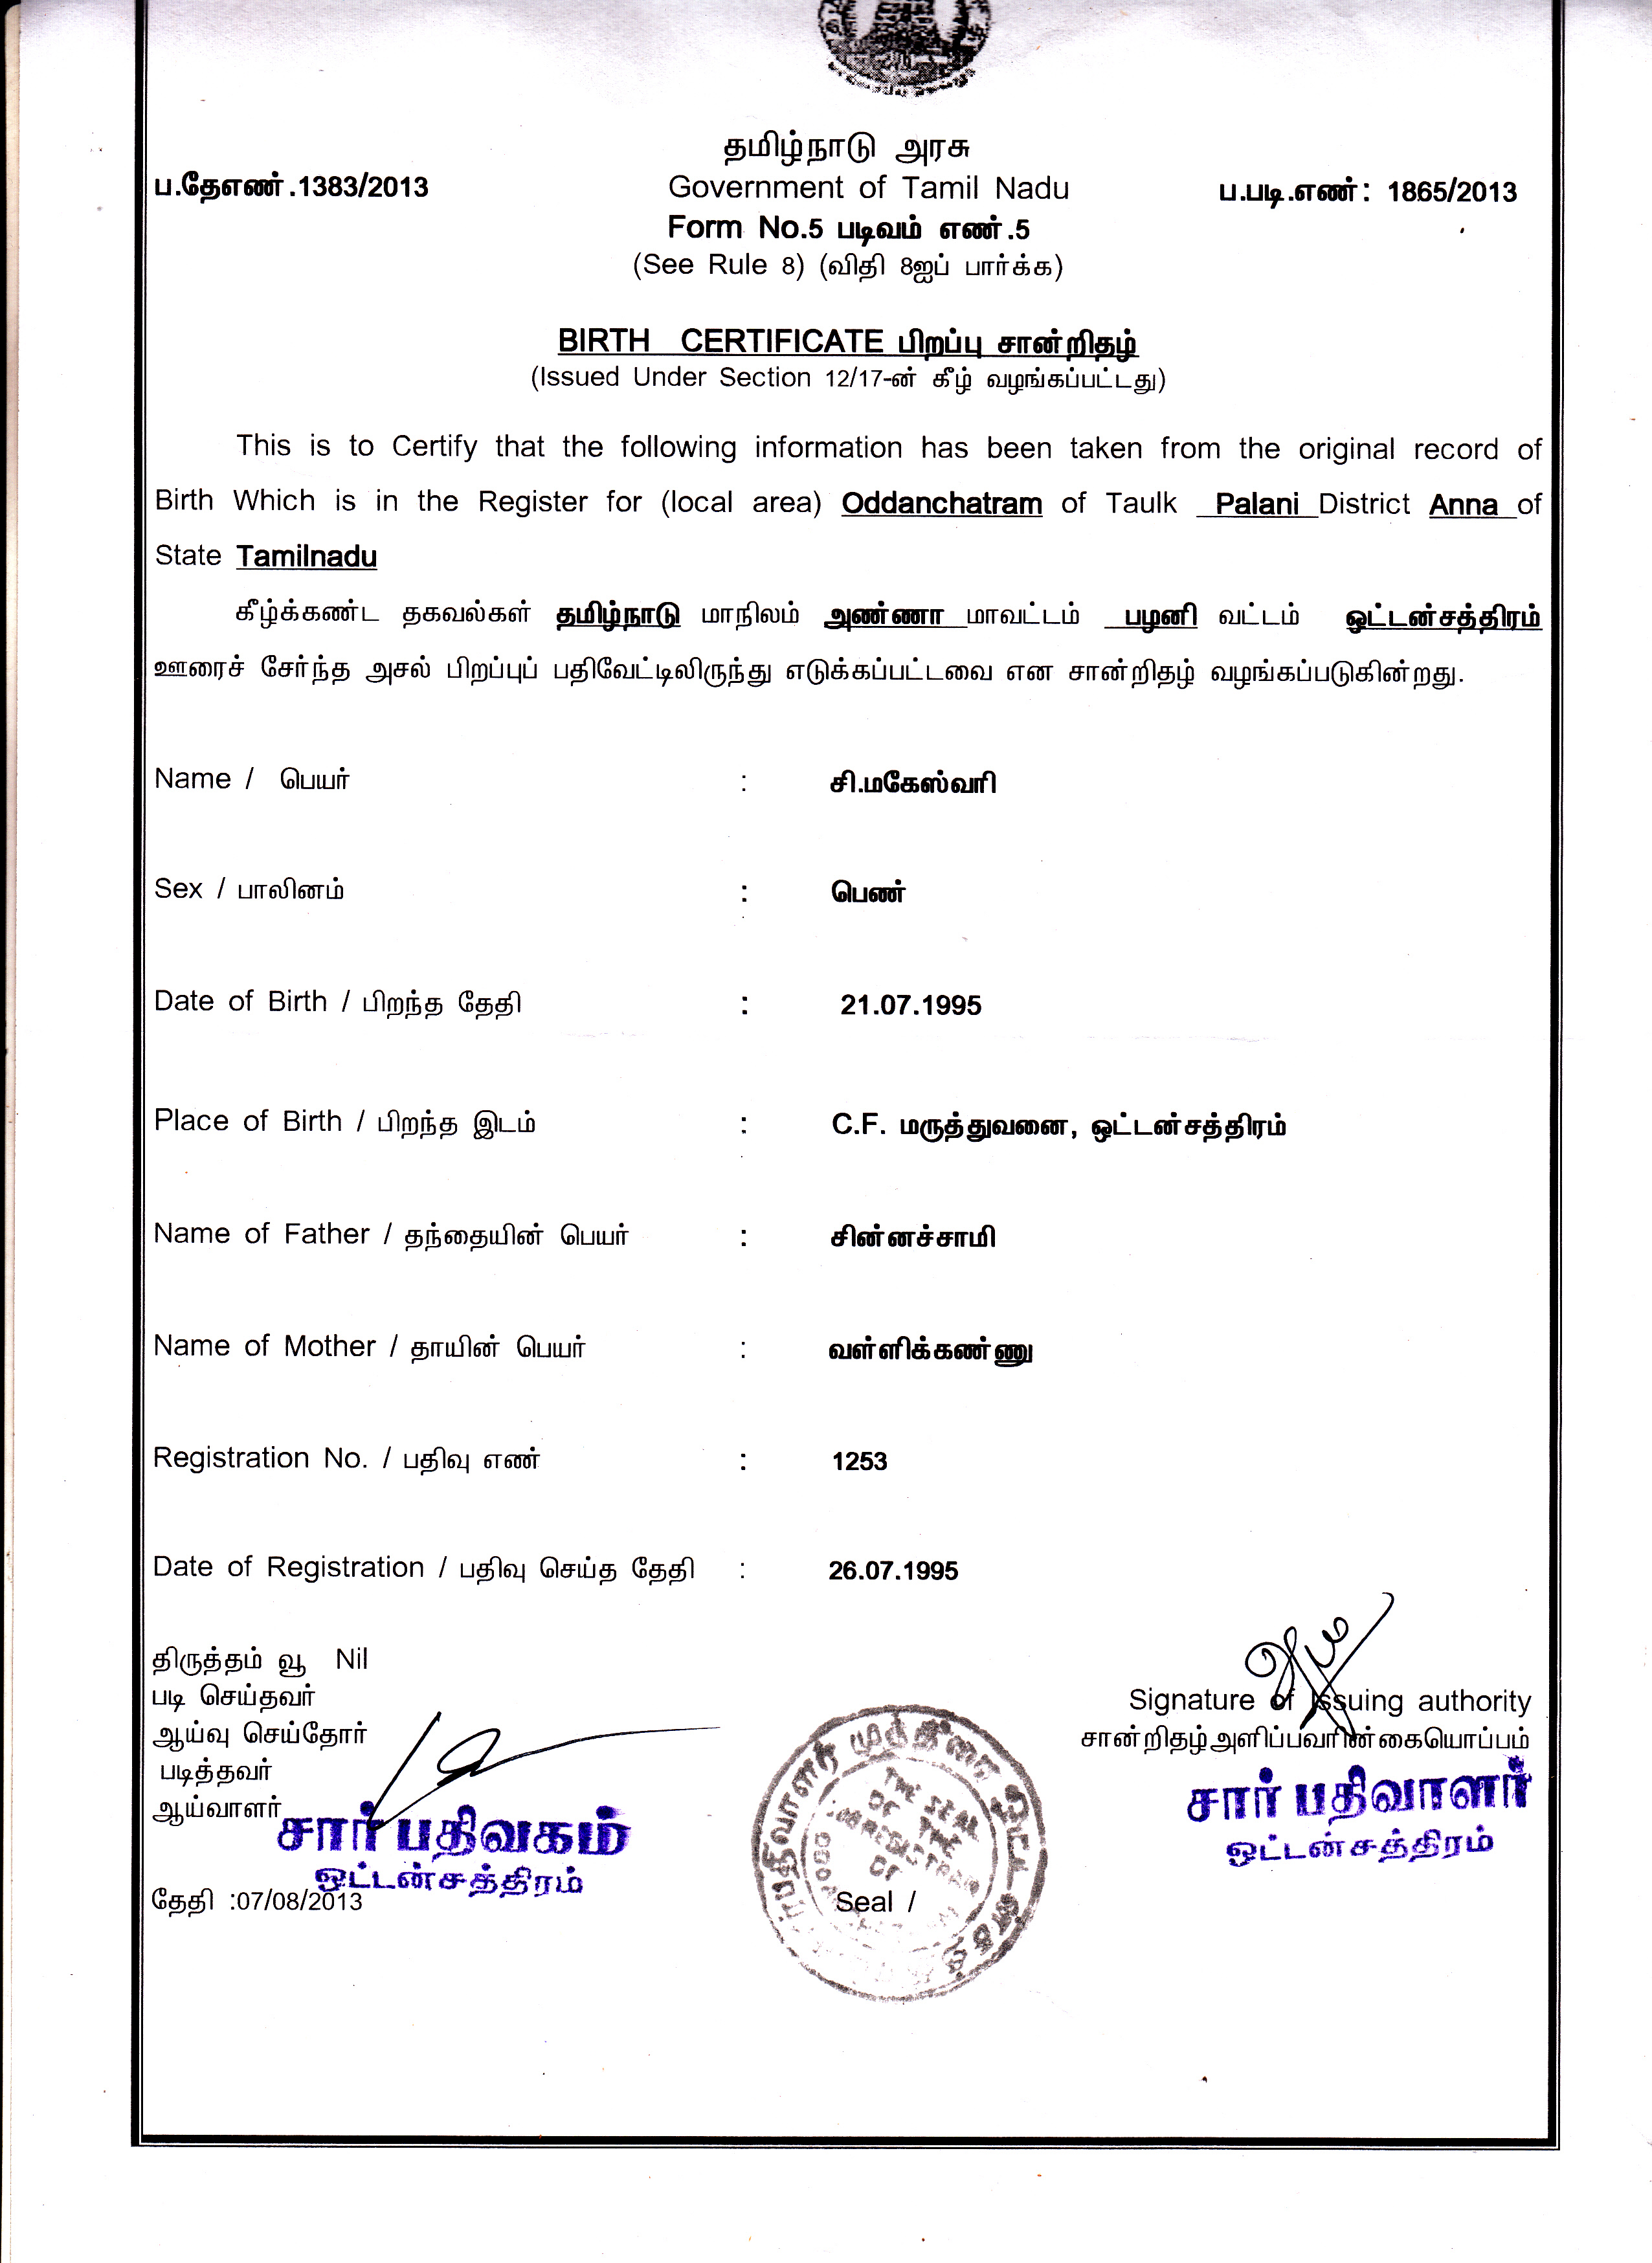 தமிழ்நாடு அரசு
ப.தேஎண்.1383/2013 Government of Tamil Nadu ப.படி.எண்: 1865/2013
Form No.5 படிவம் எண்.5
(See Rule 8) (விதி 8ஐப் பார்க்க)
BIRTH CERTIFICATE பிறப்பு சான்றிதழ்
(Issued Under Section 12/17-ன் கீழ் வழங்கப்பட்டது)
This is to Certify that the following information has been taken from the original record of
Birth Which is in the Register for (local area) Oddanchatram of Taulk Palani District Anna of
State Tamilnadu
கீழ்க்கண்ட தகவல்கள் தமிழ்நாடு மாநிலம் அண்ணா மாவட்டம் பழனி வட்டம் ஒட்டன்சத்திரம்
ஊரைச் சேர்ந்த அசல் பிறப்புப் பதிவேட்டிலிருந்து எடுக்கப்பட்டவை என சான்றிதழ் வழங்கப்படுகின்றது.
Name / பெயர் : சி.மகேஸ்வரி
Sex / பாலினம் : பெண்
Date of Birth / பிறந்த தேதி : 21.07.1995
Place of Birth / பிறந்த இடம் : C.F. மருத்துவனை, ஒட்டன்சத்திரம்
Name of Father / தந்தையின் பெயர் : சின்னச்சாமி
Name of Mother / தாயின் பெயர் : வள்ளிக்கண்ணு
Registration No. / பதிவு எண் : 1253
Date of Registration / பதிவு செய்த தேதி : 26.07.1995
திருத்தம் வூ Nil
படி செய்தவர்
ஆய்வு செய்தோர்
படித்தவர்
ஆய்வாளர்
சார் பதிவகம்
ஒட்டன்சத்திரம்
தேதி :07/08/2013
THE SEAL
OF THE
SUB REGISTRAR
OF
Seal /
Signature of Issuing authority
சான்றிதழ்அளிப்பவரின்கையொப்பம்
சார் பதிவாளர்
ஒட்டன்சத்திரம்